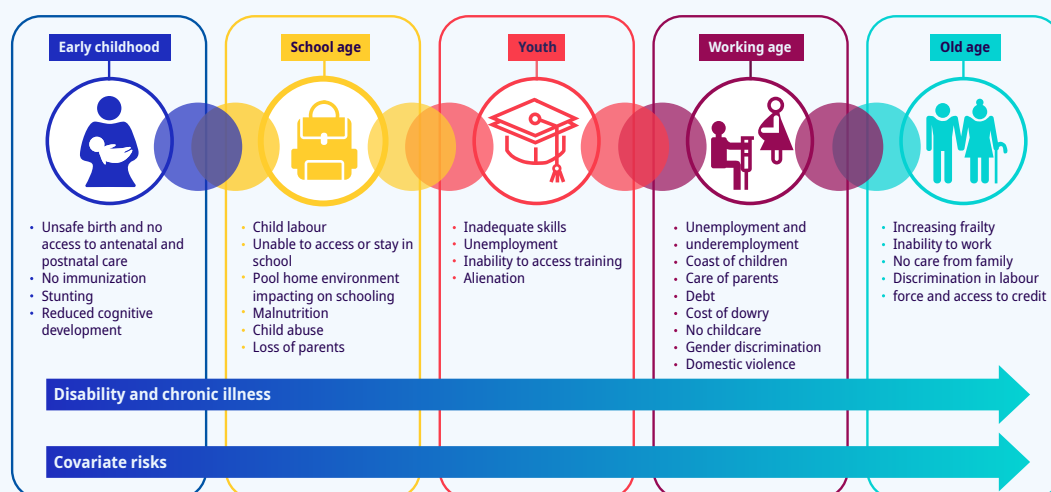 Early childhood
School age
Youth
Working age
Old age
• Unsafe birth and no
access to antenatal and
postnatal care
• No immunization
• Stunting
• Reduced cognitive
development
• Child labour
• Unable to access or stay in
school
• Pool home environment
impacting on schooling
• Malnutrition
• Child abuse
• Loss of parents
• Inadequate skills
• Unemployment
• Inability to access training
• Alienation
• Unemployment and
• underemployment
• Coast of children
• Care of parents
• Debt
• Cost of dowry
• No childcare
• Gender discrimination
• Domestic violence
• Increasing frailty
• Inability to work
• No care from family
• Discrimination in labour
• force and access to credit
Disability and chronic illness
Covariate risks